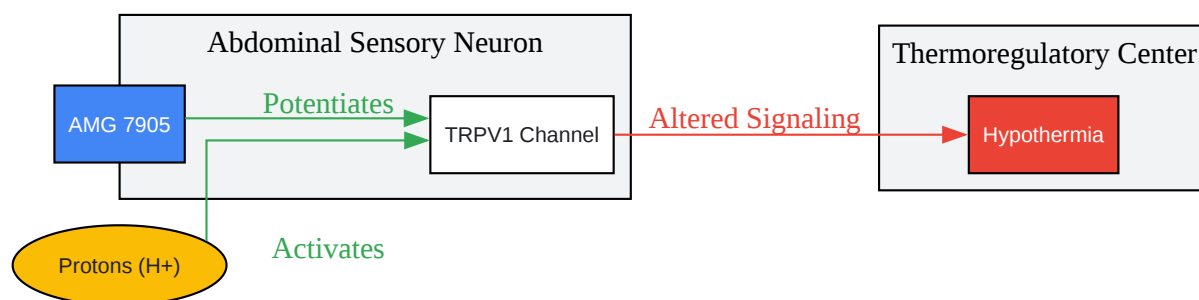 Abdominal Sensory Neuron
Thermoregulatory Center
AMG 7905
Potentiates
TRPV1 Channel
Altered Signaling
Hypothermia
Activates
Protons (H+)